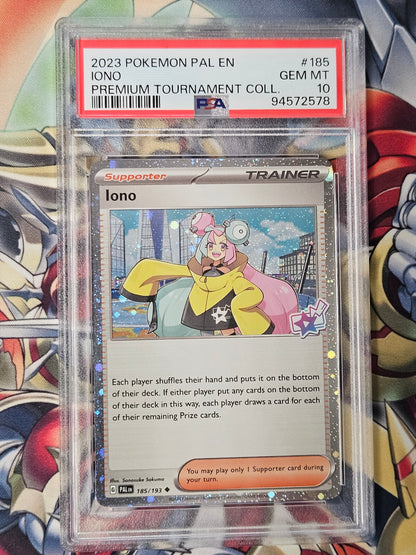 2023 POKEMON PAL EN #185
IONO GEM MT
PREMIUM TOURNAMENT COLL. 10
PSA 94572578
Supporter TRAINER
Iono
Each player shuffles their hand and puts it on the bottom
of their deck. If either player put any cards on the bottom
of their deck in this way, each player draws a card for each
of their remaining Prize cards.
You may play only 1 Supporter card during
your turn.
Illus. Sanosuke Sakuma
PAL EN 185/193